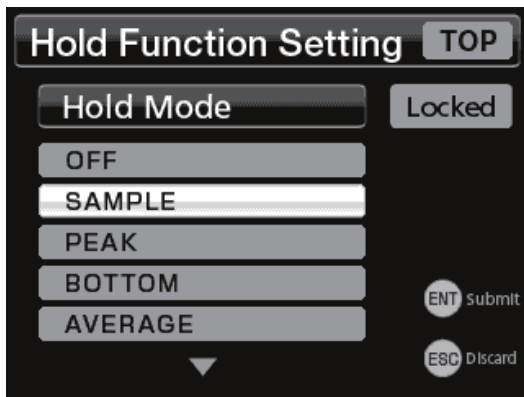 Hold Function Setting TOP
Hold Mode Locked
OFF
SAMPLE
PEAK
BOTTOM
ENT Submit
AVERAGE
ESC Discard